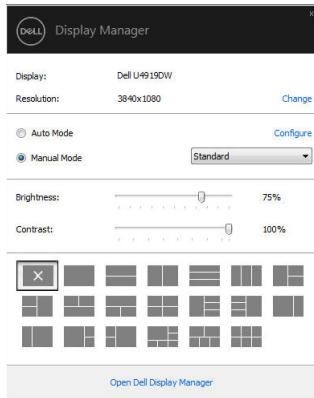 DELL Display Manager
Display: Dell U4919DW
Resolution: 3840x1080 Change
Auto Mode Configure
Manual Mode Standard
Brightness: 75%
Contrast: 100%
Open Dell Display Manager